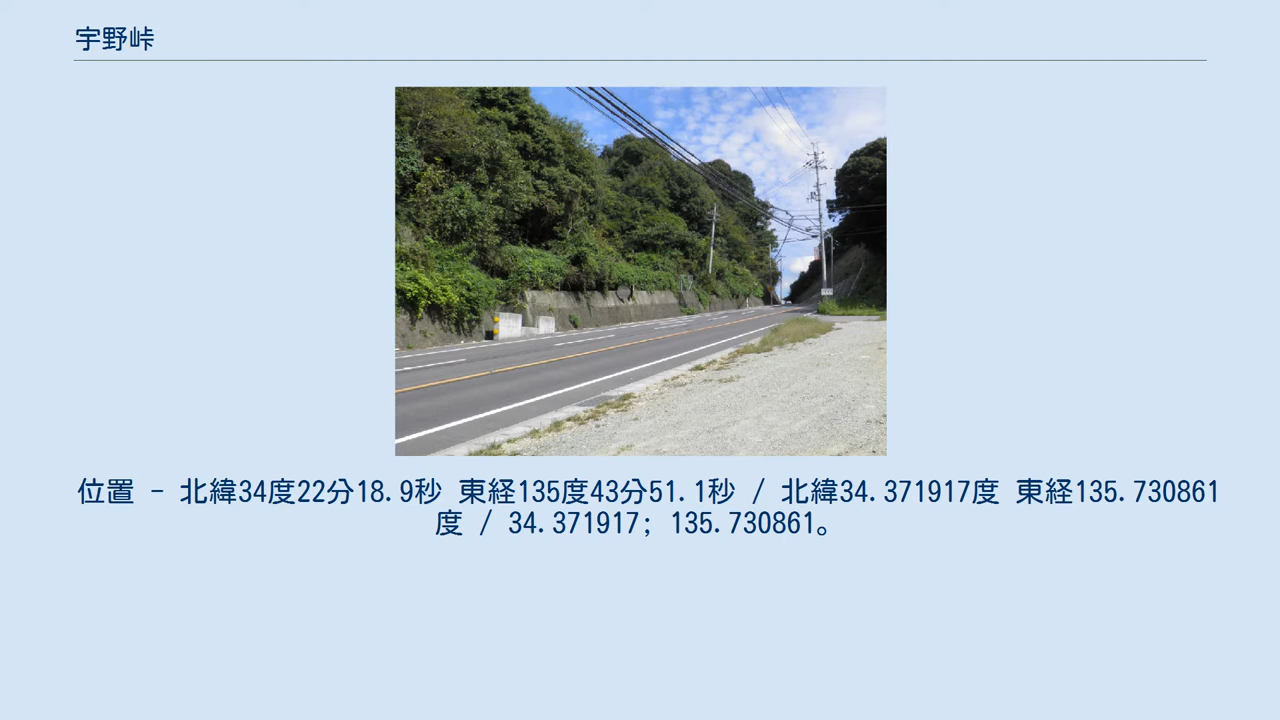 宇野峠
位置 - 北緯34度22分18.9秒 東経135度43分51.1秒 / 北緯34.371917度 東経135.730861
度 / 34.371917; 135.730861。